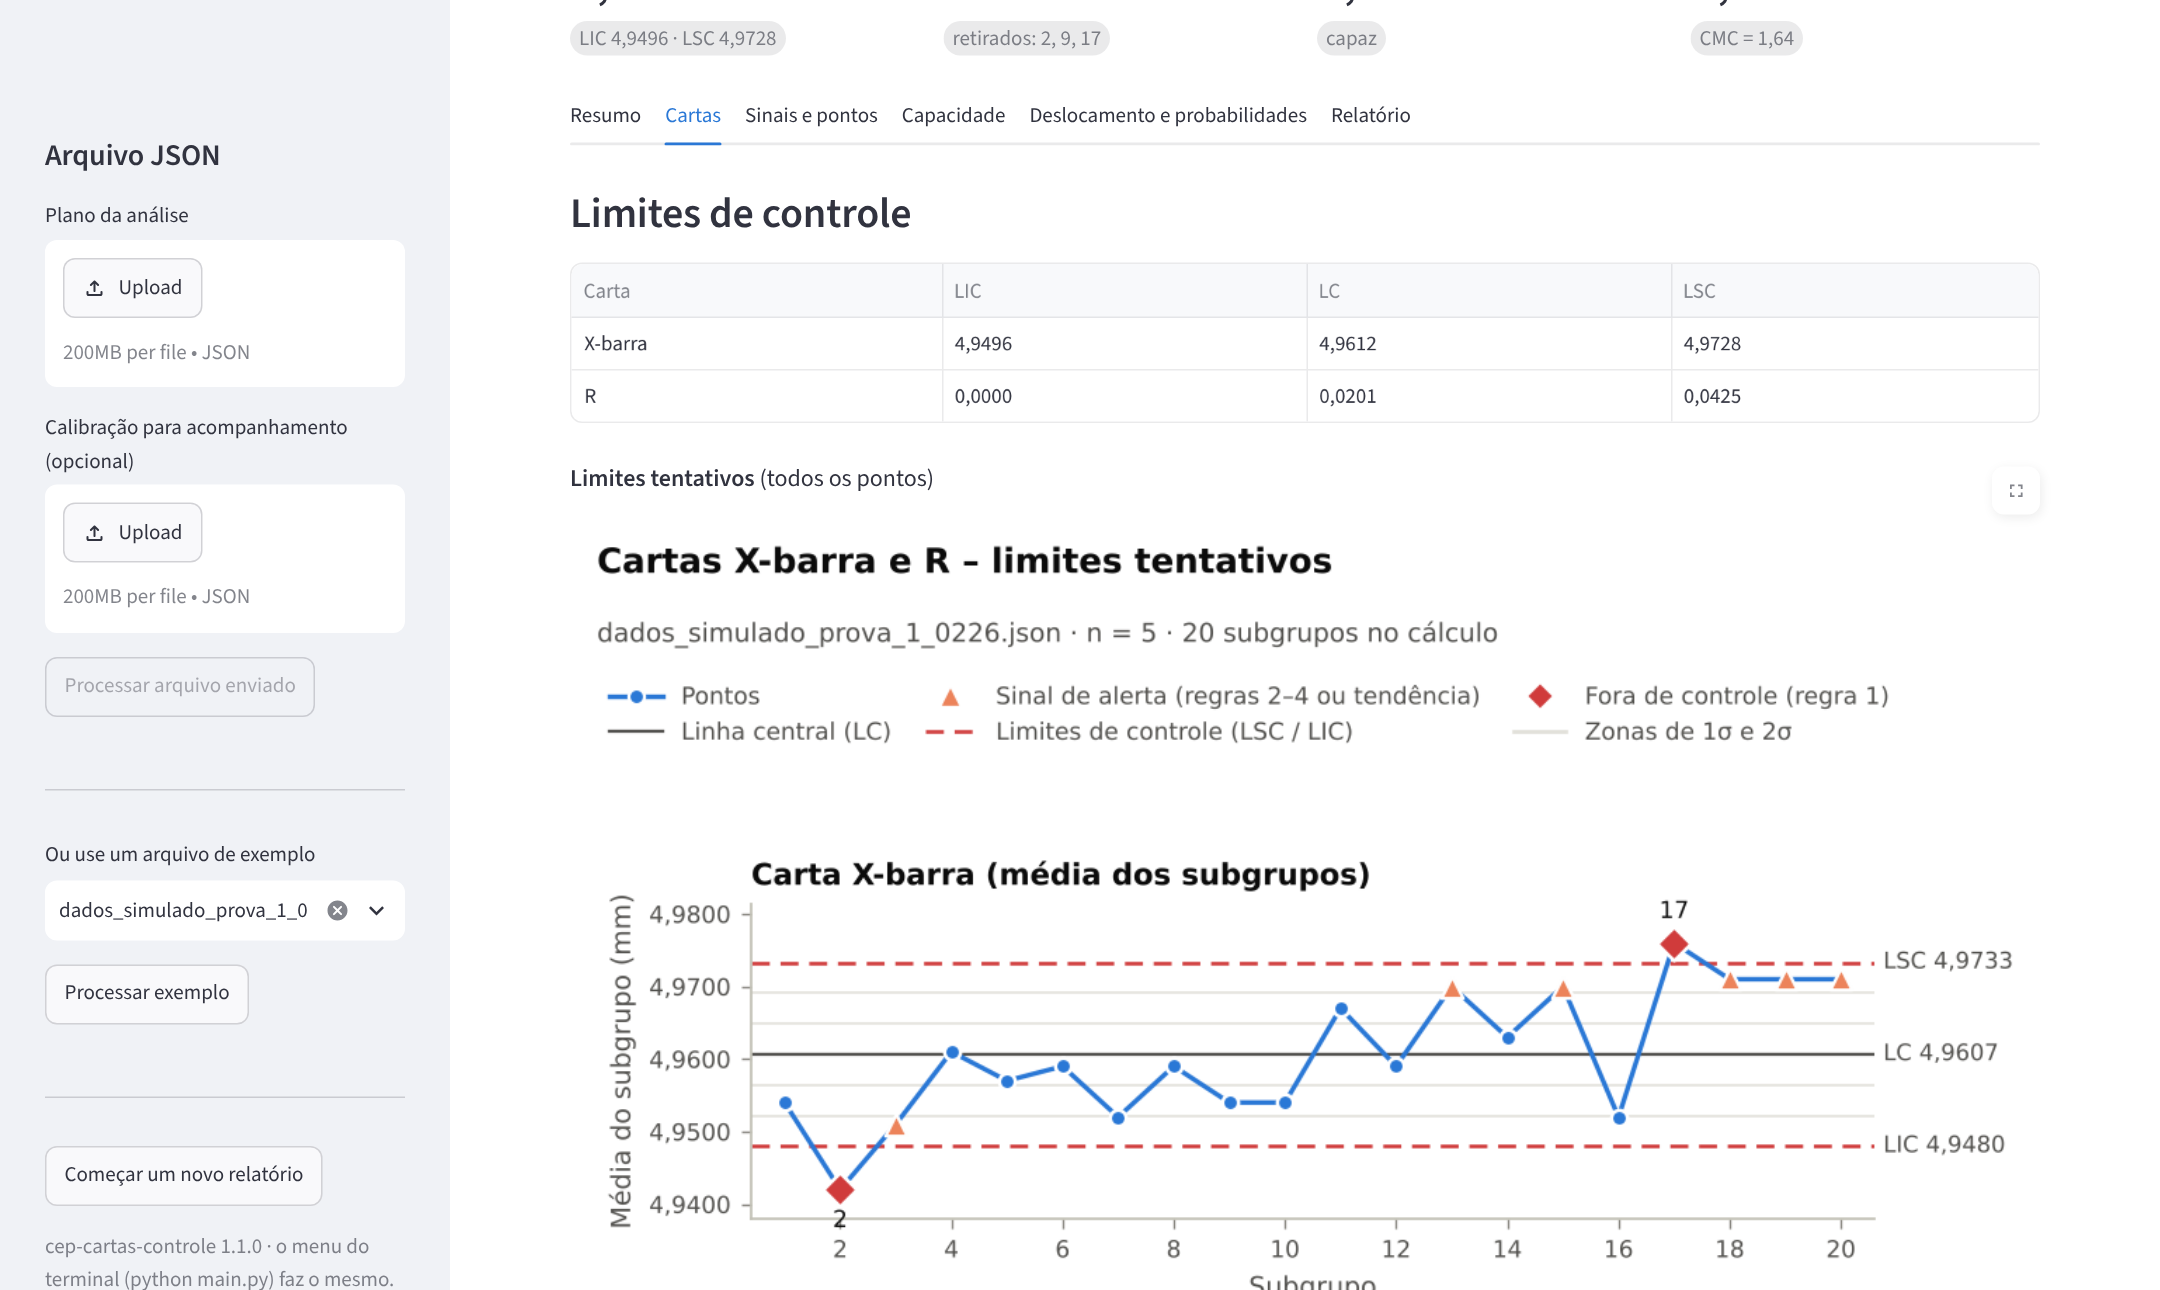 LIC 4,9496 · LSC 4,9728
retirados: 2, 9, 17
capaz
CMC = 1,64
Resumo
Cartas
Sinais e pontos
Capacidade
Deslocamento e probabilidades
Relatório
Arquivo JSON
Plano da análise
Upload
200MB per file • JSON
Calibração para acompanhamento
(opcional)
Upload
200MB per file • JSON
Processar arquivo enviado
Ou use um arquivo de exemplo
dados_simulado_prova_1_0
Processar exemplo
Começar um novo relatório
cep-cartas-controle 1.1.0 · o menu do
terminal (python main.py) faz o mesmo.
Limites de controle
Carta LIC LC LSC
X-barra 4,9496 4,9612 4,9728
R 0,0000 0,0201 0,0425
Limites tentativos (todos os pontos)
Cartas X-barra e R – limites tentativos
dados_simulado_prova_1_0226.json · n = 5 · 20 subgrupos no cálculo
Pontos
Sinal de alerta (regras 2–4 ou tendência)
Fora de controle (regra 1)
Linha central (LC)
Limites de controle (LSC / LIC)
Zonas de 1σ e 2σ
Carta X-barra (média dos subgrupos)
Média do subgrupo (mm)
4,9800
4,9700
4,9600
4,9500
4,9400
17
2
LSC 4,9733
LC 4,9607
LIC 4,9480
2 4 6 8 10 12 14 16 18 20
Subgrupo